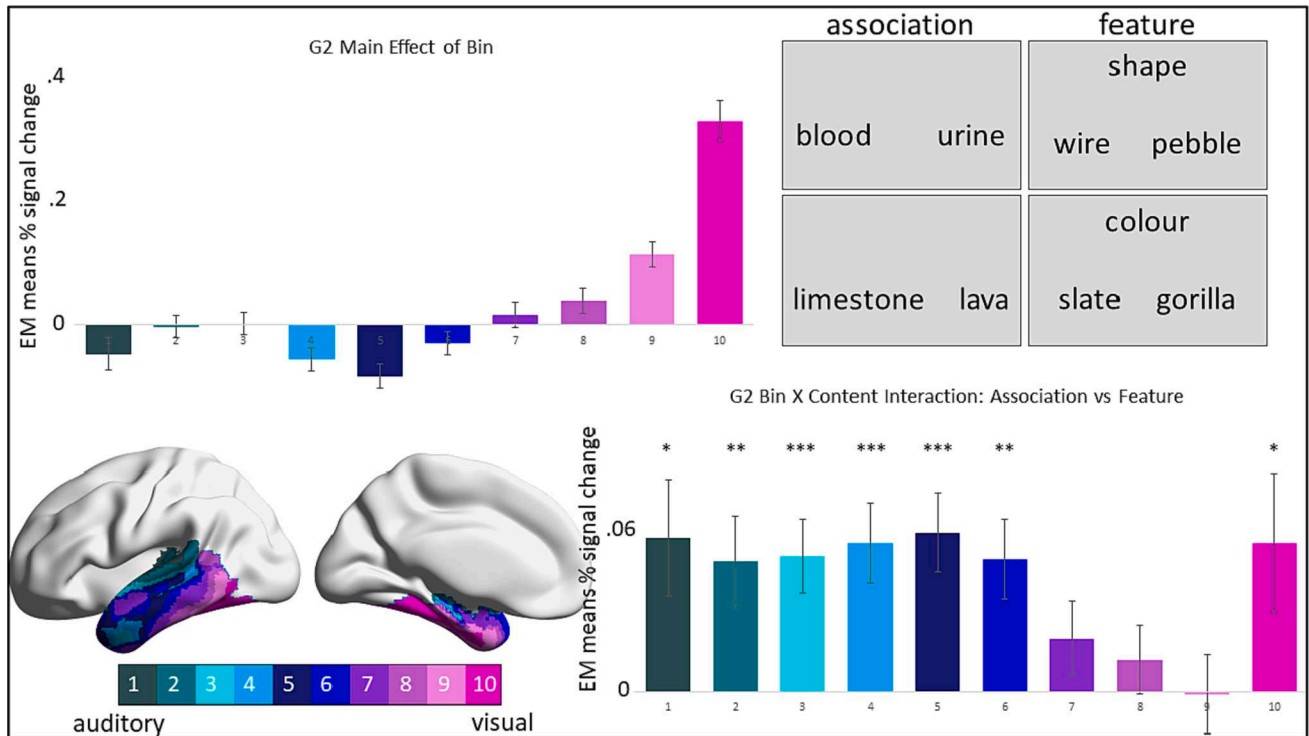 G2 Main Effect of Bin
EM means % signal change
.4
.2
0
1 2 3 4 5 6 7 8 9 10
association feature
shape
blood urine
wire pebble
colour
limestone lava
slate gorilla
G2 Bin X Content Interaction: Association vs Feature
EM means % signal change
* ** *** *** *** ** *
.06
0
1 2 3 4 5 6 7 8 9 10
1 2 3 4 5 6 7 8 9 10
auditory visual